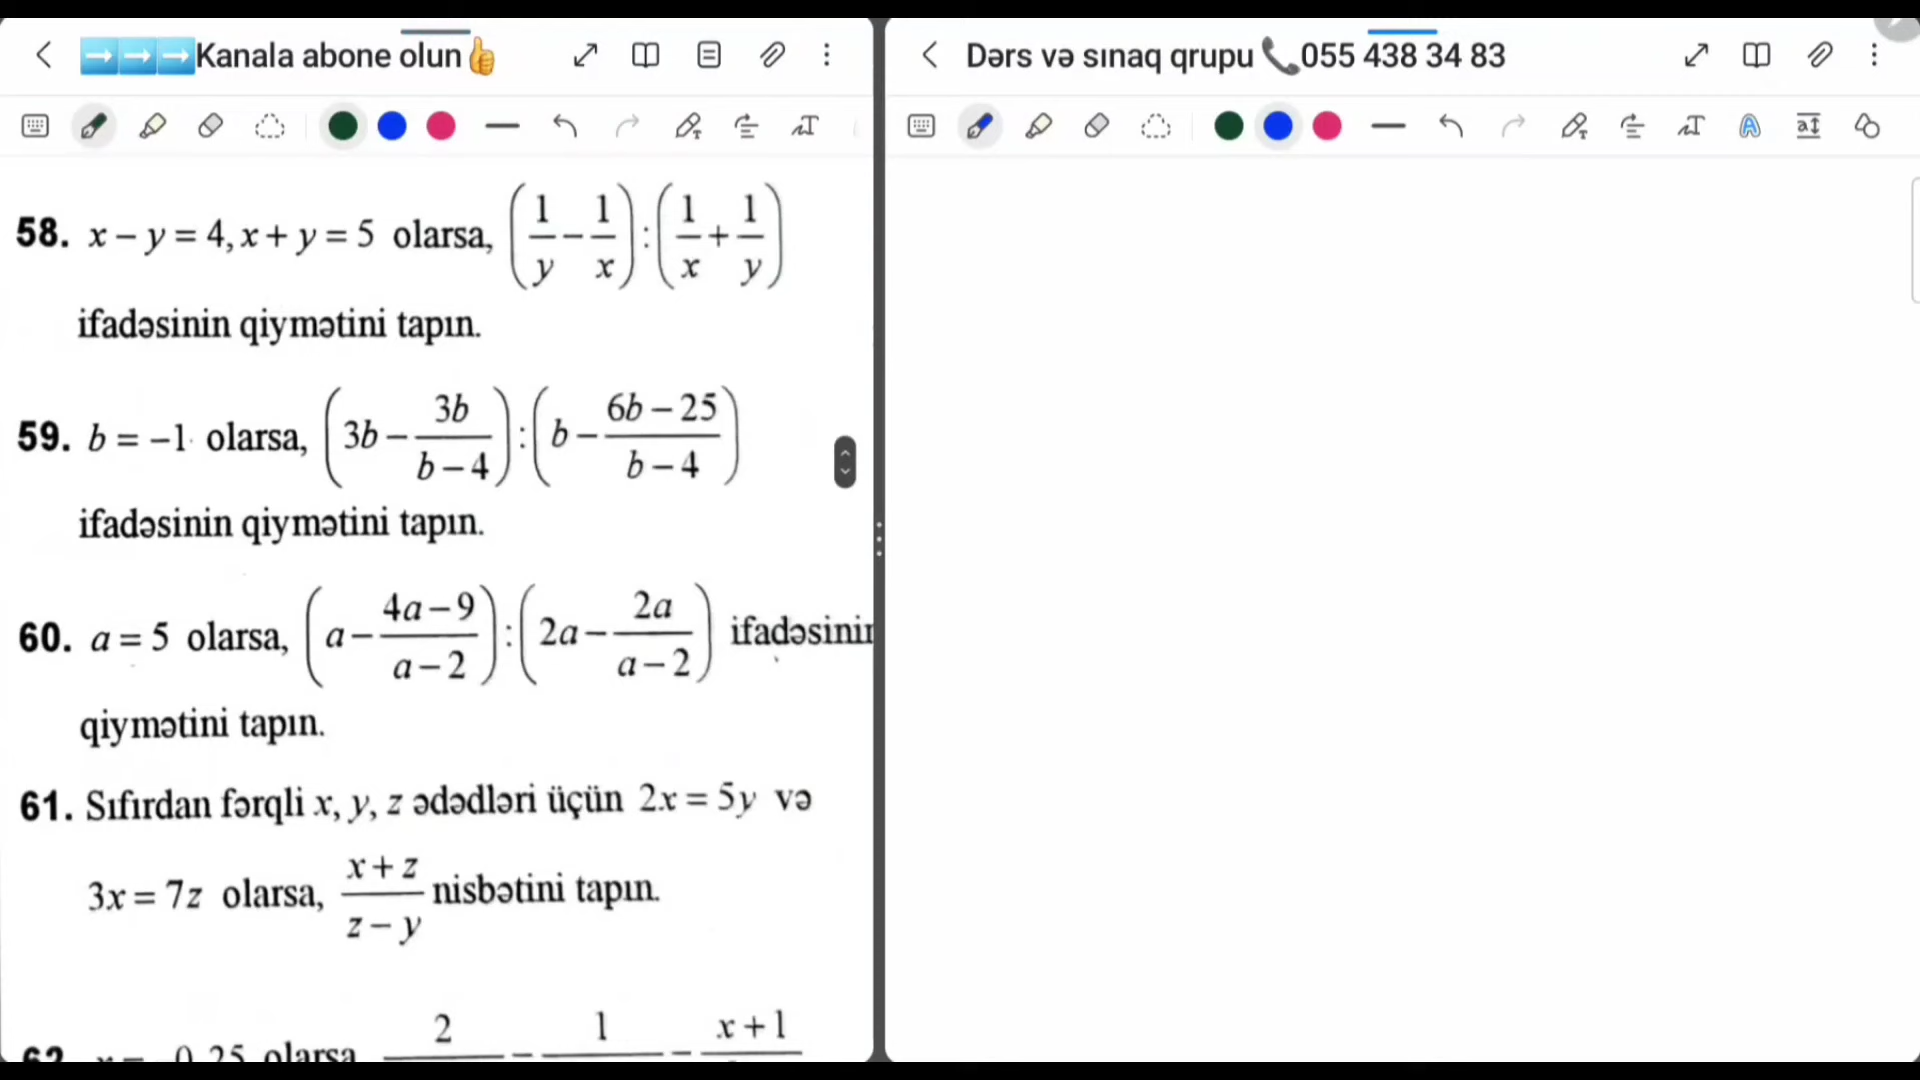 ➡️➡️➡️Kanala abone olun👍
Dərs və sınaq qrupu 📞055 438 34 83
58. x – y = 4, x + y = 5 olarsa, (1/y – 1/x) : (1/x + 1/y)
ifadəsinin qiymətini tapın.
59. b = –1 olarsa, (3b – 3b/(b – 4)) : (b – (6b – 25)/(b – 4))
ifadəsinin qiymətini tapın.
60. a = 5 olarsa, (a – (4a – 9)/(a – 2)) : (2a – 2a/(a – 2)) ifadəsinin
qiymətini tapın.
61. Sıfırdan fərqli x, y, z ədədləri üçün 2x = 5y və
3x = 7z olarsa, (x + z)/(z – y) nisbətini tapın.
2 – 1 – x + 1